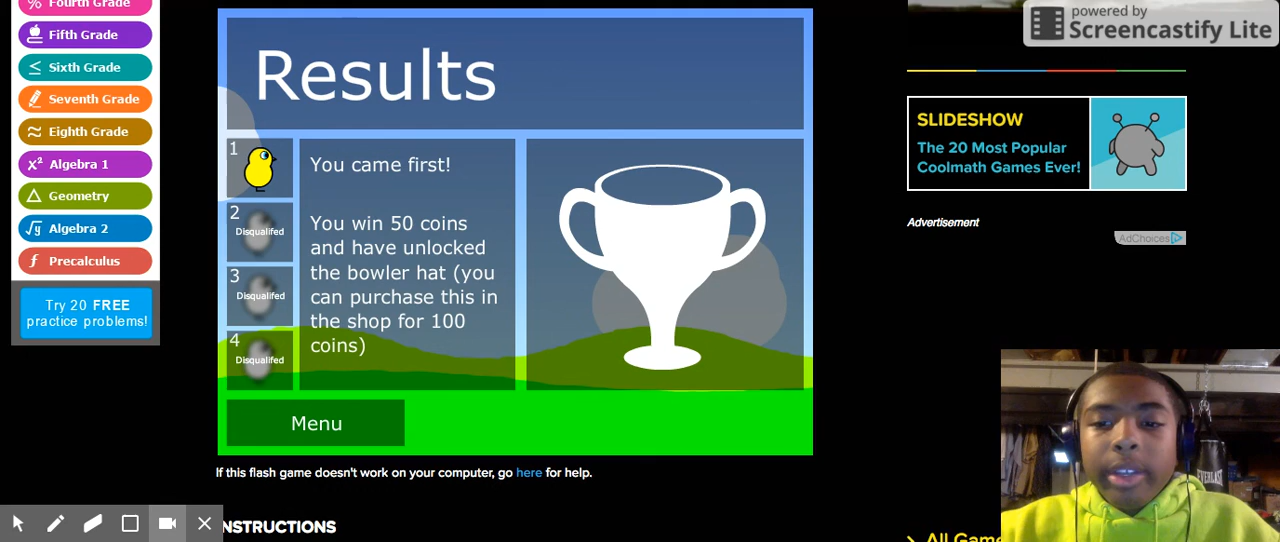 Fourth Grade
Fifth Grade
Sixth Grade
Seventh Grade
Eighth Grade
x² Algebra 1
Geometry
√y Algebra 2
f Precalculus
Try 20 FREE
practice problems!
Results
1
2
Disqualifed
3
Disqualifed
4
Disqualifed
You came first!
You win 50 coins
and have unlocked
the bowler hat (you
can purchase this in
the shop for 100
coins)
Menu
If this flash game doesn't work on your computer, go here for help.
NSTRUCTIONS
powered by
Screencastify Lite
SLIDESHOW
The 20 Most Popular
Coolmath Games Ever!
Advertisement
AdChoices
EVERLAST
All Game